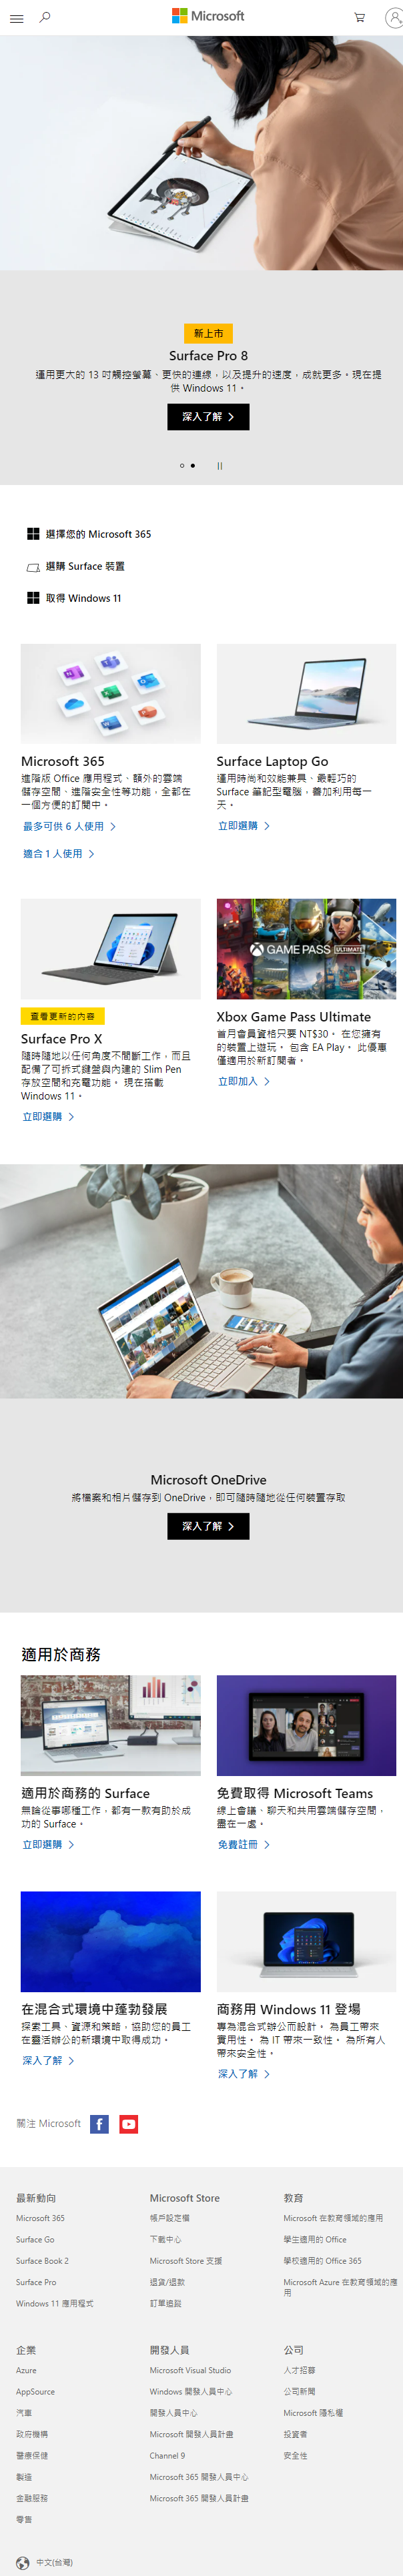 Microsoft
新上市
Surface Pro 8
運用更大的 13 吋觸控螢幕、更快的連線，以及提升的速度，成就更多。現在提
供 Windows 11。
深入了解
選擇您的 Microsoft 365
選購 Surface 裝置
取得 Windows 11
Microsoft 365
進階版 Office 應用程式、額外的雲端
儲存空間、進階安全性等功能，全都在
一個方便的訂閱中。
最多可供 6 人使用
適合 1 人使用
Surface Laptop Go
運用時尚和效能兼具、最輕巧的
Surface 筆記型電腦，善加利用每一
天。
立即選購
查看更新的內容
Surface Pro X
隨時隨地以任何角度不間斷工作，而且
配備了可拆式鍵盤與內建的 Slim Pen
存放空間和充電功能。 現在搭載
Windows 11。
立即選購
GAME PASS ULTIMATE
Xbox Game Pass Ultimate
首月會員資格只要 NT$30。 在您擁有
的裝置上遊玩。 包含 EA Play。 此優惠
僅適用於新訂閱者。
立即加入
Microsoft OneDrive
將檔案和相片儲存到 OneDrive，即可隨時隨地從任何裝置存取
深入了解
適用於商務
適用於商務的 Surface
無論從事哪種工作，都有一款有助於成
功的 Surface。
立即選購
免費取得 Microsoft Teams
線上會議、聊天和共用雲端儲存空間，
盡在一處。
免費註冊
在混合式環境中蓬勃發展
探索工具、資源和策略，協助您的員工
在靈活辦公的新環境中取得成功。
深入了解
商務用 Windows 11 登場
專為混合式辦公而設計。 為員工帶來
實用性。 為 IT 帶來一致性。 為所有人
帶來安全性。
深入了解
關注 Microsoft
最新動向
Microsoft 365
Surface Go
Surface Book 2
Surface Pro
Windows 11 應用程式
Microsoft Store
帳戶設定檔
下載中心
Microsoft Store 支援
退貨/退款
訂單追蹤
教育
Microsoft 在教育領域的應用
學生適用的 Office
學校適用的 Office 365
Microsoft Azure 在教育領域的應
用
企業
Azure
AppSource
汽車
政府機構
醫療保健
製造
金融服務
零售
開發人員
Microsoft Visual Studio
Windows 開發人員中心
開發人員中心
Microsoft 開發人員計畫
Channel 9
Microsoft 365 開發人員中心
Microsoft 365 開發人員計畫
公司
人才招募
公司新聞
Microsoft 隱私權
投資者
安全性
中文(台灣)